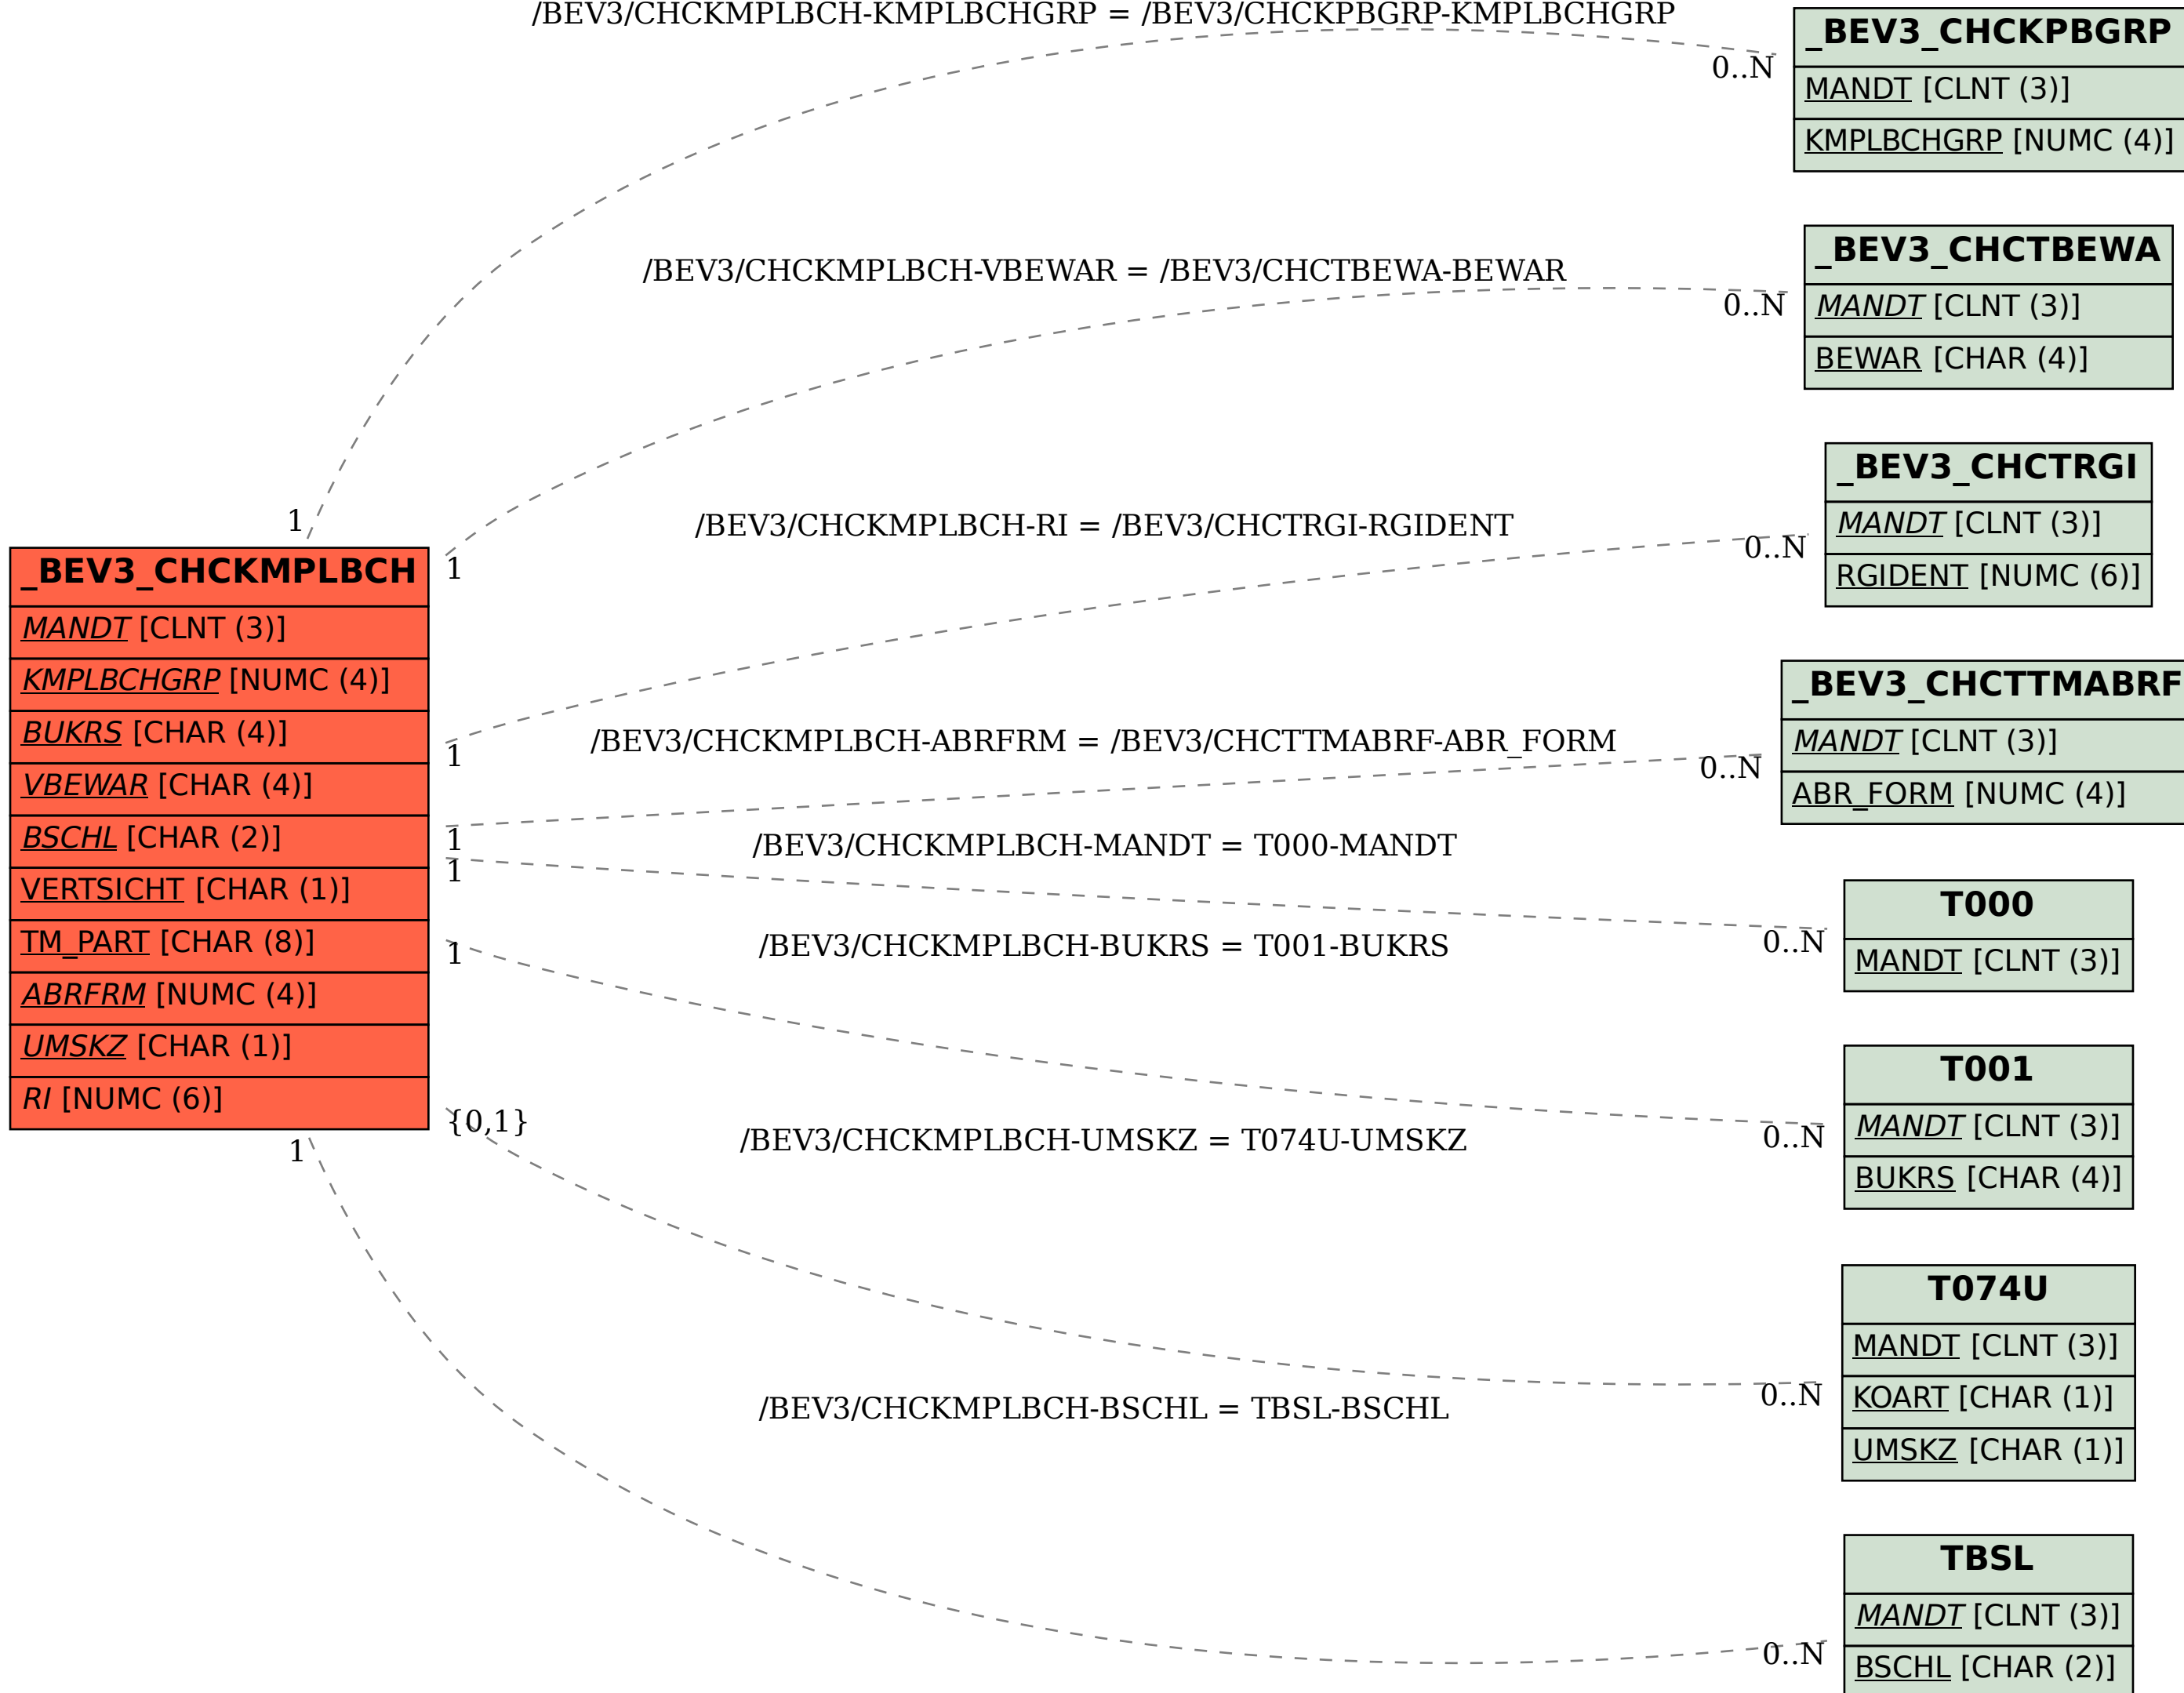 /BEV3/CHCKMPLBCH-KMPLBCHGRP = /BEV3/CHCKPBGRP-KMPLBCHGRP
_BEV3_CHCKPBGRP
0..N
MANDT [CLNT (3)]
KMPLBCHGRP [NUMC (4)]
/BEV3/CHCKMPLBCH-VBEWAR = /BEV3/CHCTBEWA-BEWAR
_BEV3_CHCTBEWA
0..N
MANDT [CLNT (3)]
BEWAR [CHAR (4)]
/BEV3/CHCKMPLBCH-RI = /BEV3/CHCTRGI-RGIDENT
_BEV3_CHCTRGI
0..N
MANDT [CLNT (3)]
RGIDENT [NUMC (6)]
1
1
_BEV3_CHCKMPLBCH
MANDT [CLNT (3)]
KMPLBCHGRP [NUMC (4)]
BUKRS [CHAR (4)]
VBEWAR [CHAR (4)]
BSCHL [CHAR (2)]
VERTSICHT [CHAR (1)]
TM_PART [CHAR (8)]
ABRFRM [NUMC (4)]
UMSKZ [CHAR (1)]
RI [NUMC (6)]
1
1
1
1
{0,1}
1
/BEV3/CHCKMPLBCH-ABRFRM = /BEV3/CHCTTMABRF-ABR_FORM
_BEV3_CHCTTMABRF
0..N
MANDT [CLNT (3)]
ABR_FORM [NUMC (4)]
/BEV3/CHCKMPLBCH-MANDT = T000-MANDT
T000
0..N
MANDT [CLNT (3)]
/BEV3/CHCKMPLBCH-BUKRS = T001-BUKRS
T001
0..N
MANDT [CLNT (3)]
BUKRS [CHAR (4)]
/BEV3/CHCKMPLBCH-UMSKZ = T074U-UMSKZ
T074U
0..N
MANDT [CLNT (3)]
KOART [CHAR (1)]
UMSKZ [CHAR (1)]
/BEV3/CHCKMPLBCH-BSCHL = TBSL-BSCHL
TBSL
0..N
MANDT [CLNT (3)]
BSCHL [CHAR (2)]